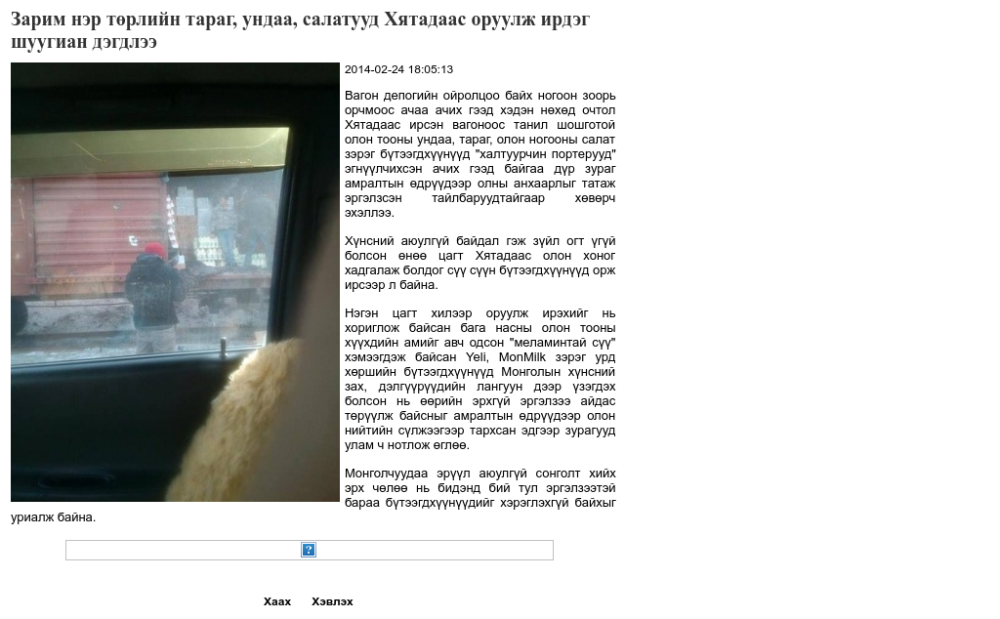 Зарим нэр төрлийн тараг, ундаа, салатууд Хятадаас оруулж ирдэг
шуугиан дэгдлээ
2014-02-24 18:05:13
Вагон депогийн ойролцоо байх ногоон зоорь
орчмоос ачаа ачих гээд хэдэн нөхөд очтол
Хятадаас ирсэн вагоноос танил шошготой
олон тооны ундаа, тараг, олон ногооны салат
зэрэг бүтээгдхүүнүүд "халтуурчин портерууд"
эгнүүлчихсэн ачих гээд байгаа дүр зураг
амралтын өдрүүдээр олны анхаарлыг татаж
эргэлзсэн тайлбаруудтайгаар хөвөрч
эхэллээ.
Хүнсний аюулгүй байдал гэж зүйл огт үгүй
болсон өнөө цагт Хятадаас олон хоног
хадгалаж болдог сүү сүүн бүтээгдхүүнүүд орж
ирсээр л байна.
Нэгэн цагт хилээр оруулж ирэхийг нь
хориглож байсан бага насны олон тооны
хүүхдийн амийг авч одсон "меламинтай сүү"
хэмээгдэж байсан Yeli, MonMilk зэрэг урд
хөршийн бүтээгдхүүнүүд Монголын хүнсний
зах, дэлгүүрүүдийн лангуун дээр үзэгдэх
болсон нь өөрийн эрхгүй эргэлзээ айдас
төрүүлж байсныг амралтын өдрүүдээр олон
нийтийн сүлжээгээр тархсан эдгээр зурагууд
улам ч нотлож өглөө.
Монголчуудаа эрүүл аюулгүй сонголт хийх
эрх чөлөө нь бидэнд бий тул эргэлзээтэй
бараа бүтээгдхүүнүүдийг хэрэглэхгүй байхыг
уриалж байна.
Хаах Хэвлэх